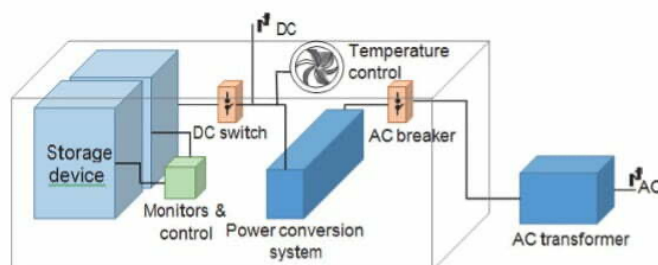 DC
Temperature
control
DC switch
AC breaker
Storage
device
Monitors &
control
Power conversion
system
AC
AC transformer